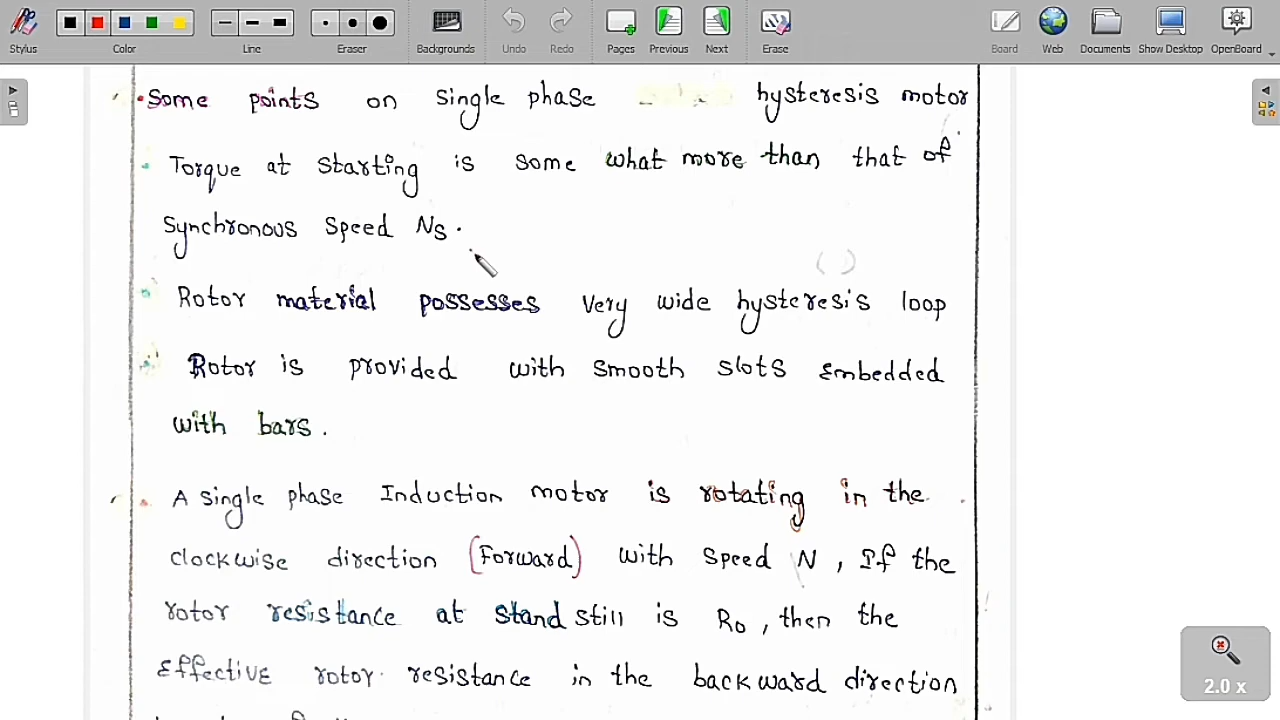 Stylus
Color
Line
Eraser
Backgrounds
Undo
Redo
Pages
Previous
Next
Erase
Board
Web
Documents
Show Desktop
OpenBoard
Some points on single phase hysteresis motor
Torque at starting is some what more than that of
synchronous speed Ns.
Rotor material possesses very wide hysteresis loop
Rotor is provided with smooth slots Embedded
with bars.
A single phase Induction motor is rotating in the
clockwise direction (Forward) with speed N, If the
rotor resistance at stand still is R0, then the
Effective rotor resistance in the backward direction
2.0 x